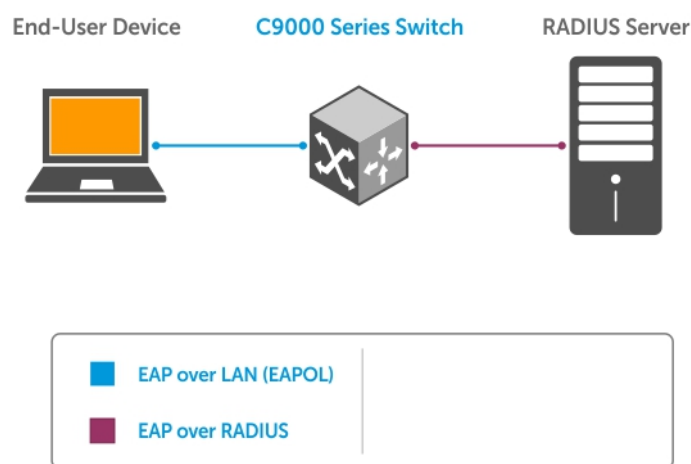 End-User Device
C9000 Series Switch
RADIUS Server
EAP over LAN (EAPOL)
EAP over RADIUS